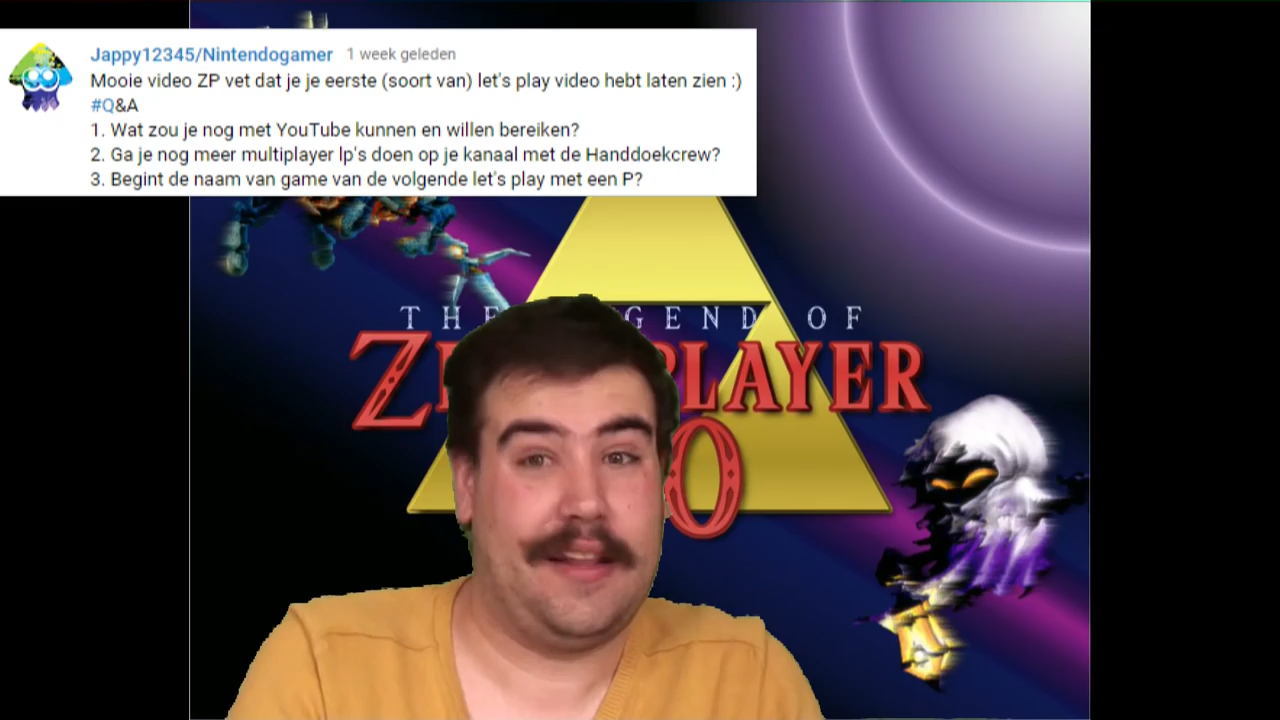 Jappy12345/Nintendogamer 1 week geleden
Mooie video ZP vet dat je je eerste (soort van) let's play video hebt laten zien :)
#Q&A
1. Wat zou je nog met YouTube kunnen en willen bereiken?
2. Ga je nog meer multiplayer lp's doen op je kanaal met de Handdoekcrew?
3. Begint de naam van game van de volgende let's play met een P?
THE GEND OF